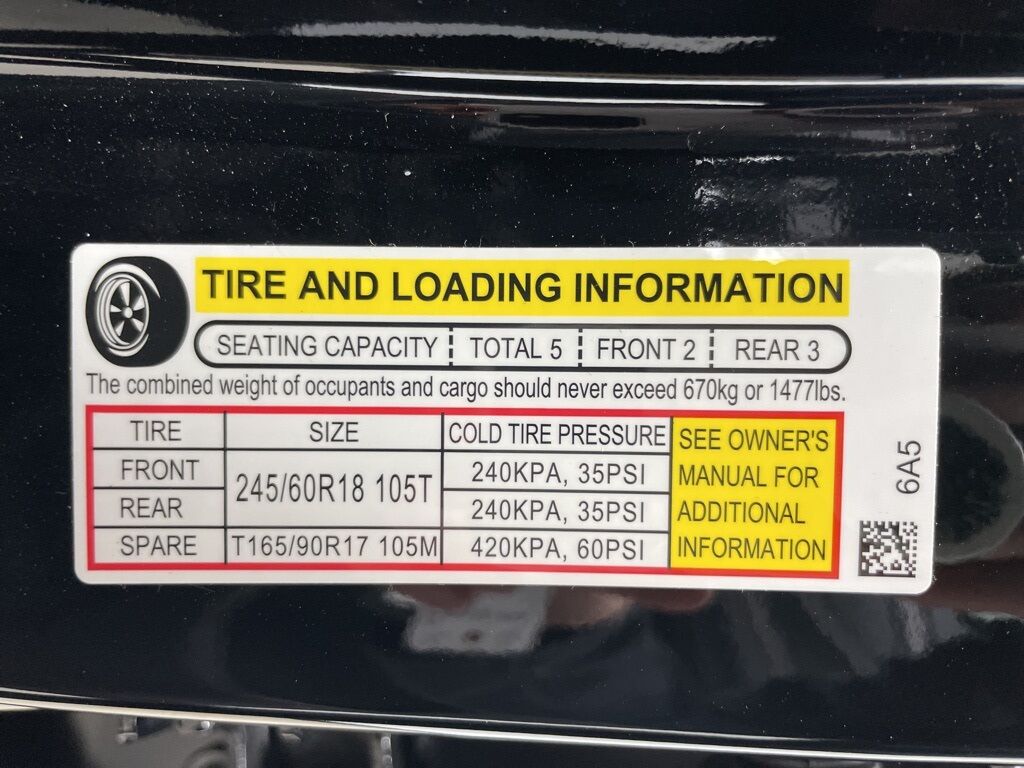 TIRE AND LOADING INFORMATION
SEATING CAPACITY TOTAL 5 FRONT 2 REAR 3
The combined weight of occupants and cargo should never exceed 670kg or 1477lbs.
TIRE SIZE COLD TIRE PRESSURE
FRONT 245/60R18 105T 240KPA, 35PSI
REAR 240KPA, 35PSI
SPARE T165/90R17 105M 420KPA, 60PSI
SEE OWNER'S
MANUAL FOR
ADDITIONAL
INFORMATION
6A5